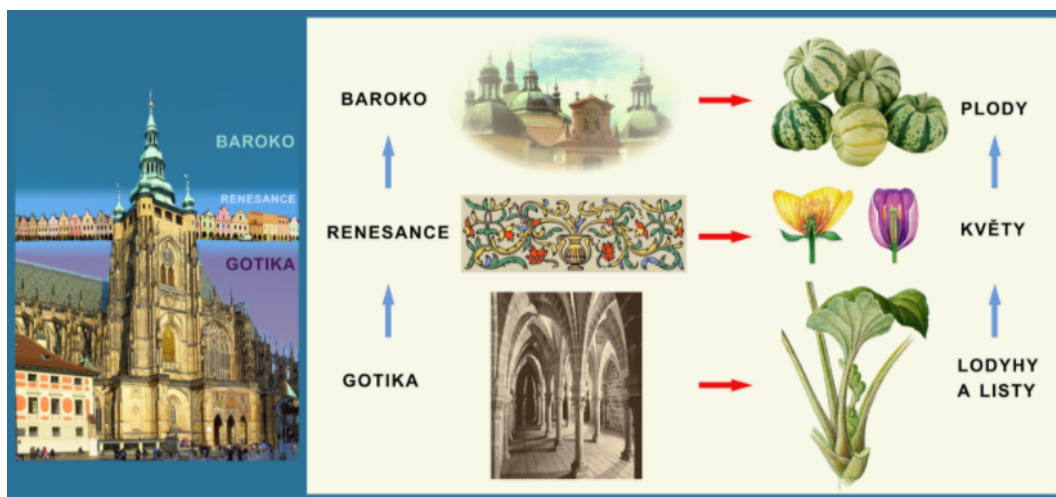 BAROKO
RENESANCE
GOTIKA
BAROKO
PLODY
RENESANCE
KVĚTY
GOTIKA
LODYHY
A LISTY